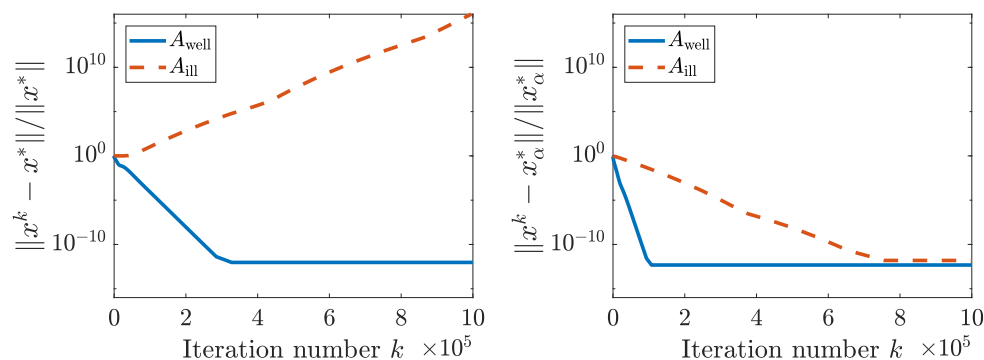 ‖x^k − x^*‖/‖x^*‖
10^10
10^0
10^−10
A_well
A_ill
0 2 4 6 8 10
Iteration number k ×10^5
‖x^k − x^*_α‖/‖x^*_α‖
10^10
10^0
10^−10
A_well
A_ill
0 2 4 6 8 10
Iteration number k ×10^5